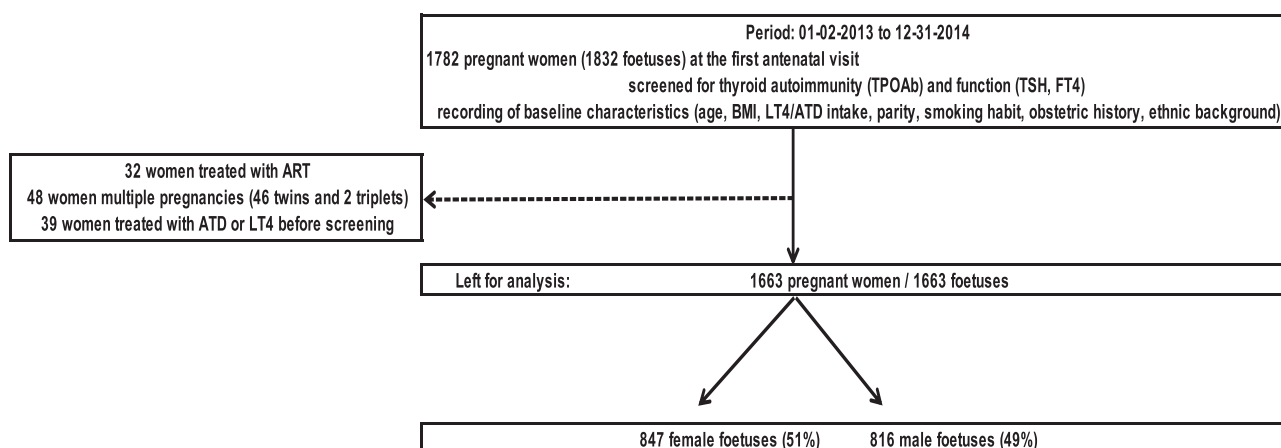 Period: 01-02-2013 to 12-31-2014
1782 pregnant women (1832 foetuses) at the first antenatal visit
screened for thyroid autoimmunity (TPOAb) and function (TSH, FT4)
recording of baseline characteristics (age, BMI, LT4/ATD intake, parity, smoking habit, obstetric history, ethnic background)
32 women treated with ART
48 women multiple pregnancies (46 twins and 2 triplets)
39 women treated with ATD or LT4 before screening
Left for analysis: 1663 pregnant women / 1663 foetuses
847 female foetuses (51%) 816 male foetuses (49%)